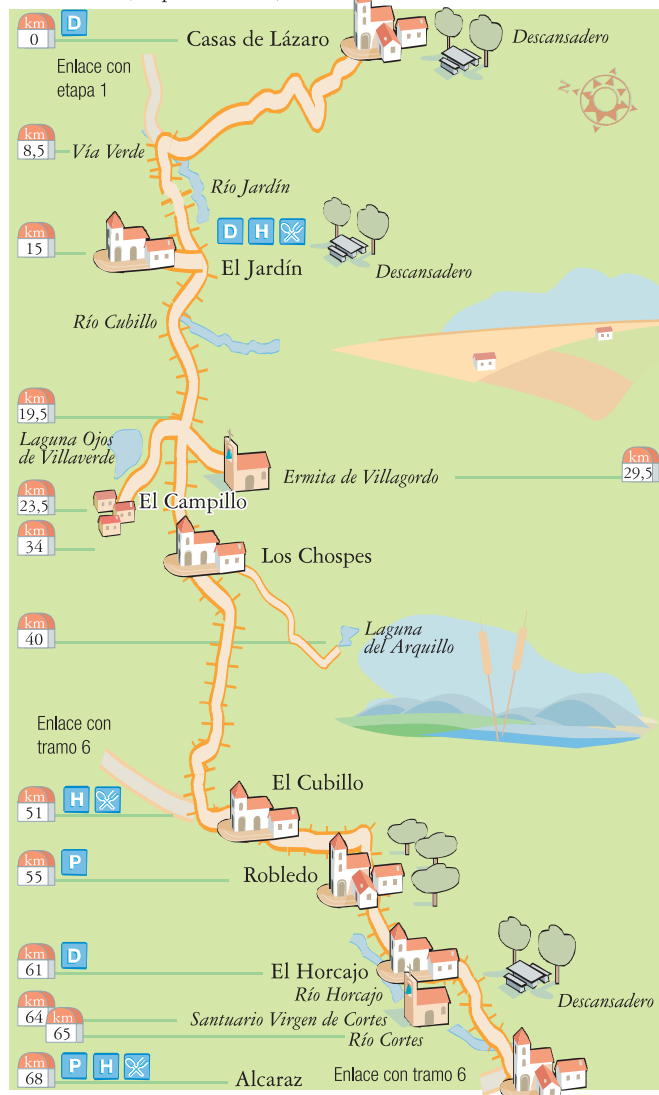 km
0
D
Casas de Lázaro
Descansadero
Enlace con
etapa 1
N
km
8,5
Vía Verde
Río Jardín
km
15
D H
El Jardín
Descansadero
Río Cubillo
km
19,5
Laguna Ojos
de Villaverde
Ermita de Villagordo
km
29,5
km
23,5
El Campillo
km
34
Los Chospes
km
40
Laguna
del Arquillo
Enlace con
tramo 6
El Cubillo
km
51
H
km
55
P
Robledo
km
61
D
El Horcajo
Río Horcajo
Descansadero
km
64
Santuario Virgen de Cortes
km
65
Río Cortes
km
68
P H
Alcaraz
Enlace con tramo 6